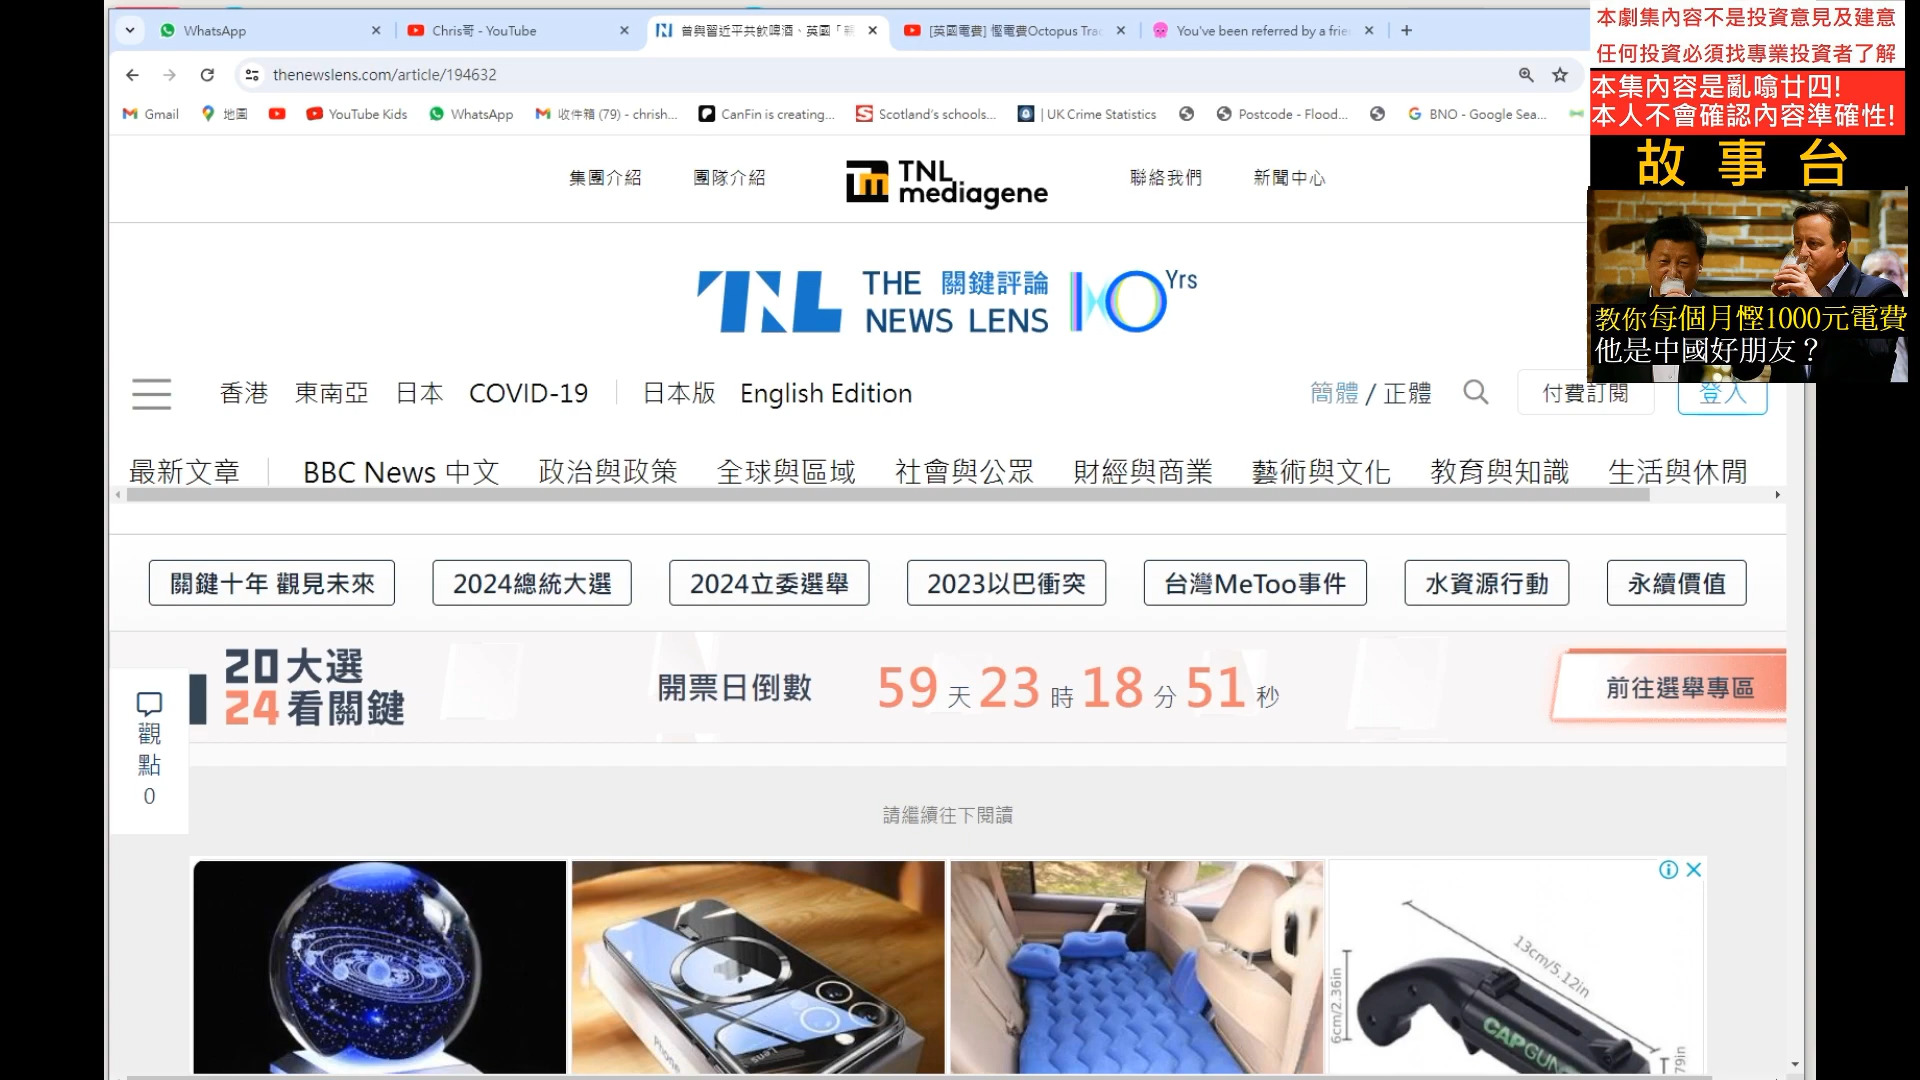 WhatsApp
Chris哥 - YouTube
曾與習近平共飲啤酒、英國「親
[英國電費] 慳電費Octopus Trac
You've been referred by a frie
thenewslens.com/article/194632
Gmail
地圖
YouTube Kids
WhatsApp
收件箱 (79) - chrish...
CanFin is creating...
Scotland's schools...
| UK Crime Statistics
Postcode - Flood...
BNO - Google Sea...
本劇集內容不是投資意見及建意
任何投資必須找專業投資者了解
本集內容是亂噏廿四!
本人不會確認內容準確性!
故事台
教你每個月慳1000元電費
他是中國好朋友？
集團介紹
團隊介紹
TNL
mediagene
聯絡我們
新聞中心
TNL
THE 關鍵評論
NEWS LENS
10 Yrs
香港
東南亞
日本
COVID-19
日本版
English Edition
簡體 / 正體
付費訂閱
登入
最新文章
BBC News 中文
政治與政策
全球與區域
社會與公眾
財經與商業
藝術與文化
教育與知識
生活與休閒
關鍵十年 觀見未來
2024總統大選
2024立委選舉
2023以巴衝突
台灣MeToo事件
水資源行動
永續價值
20大選
24看關鍵
開票日倒數
59 天 23 時 18 分 51 秒
前往選舉專區
觀
點
0
請繼續往下閱讀
13cm/5.12in
6cm/2.36in
CAPGUN
79in